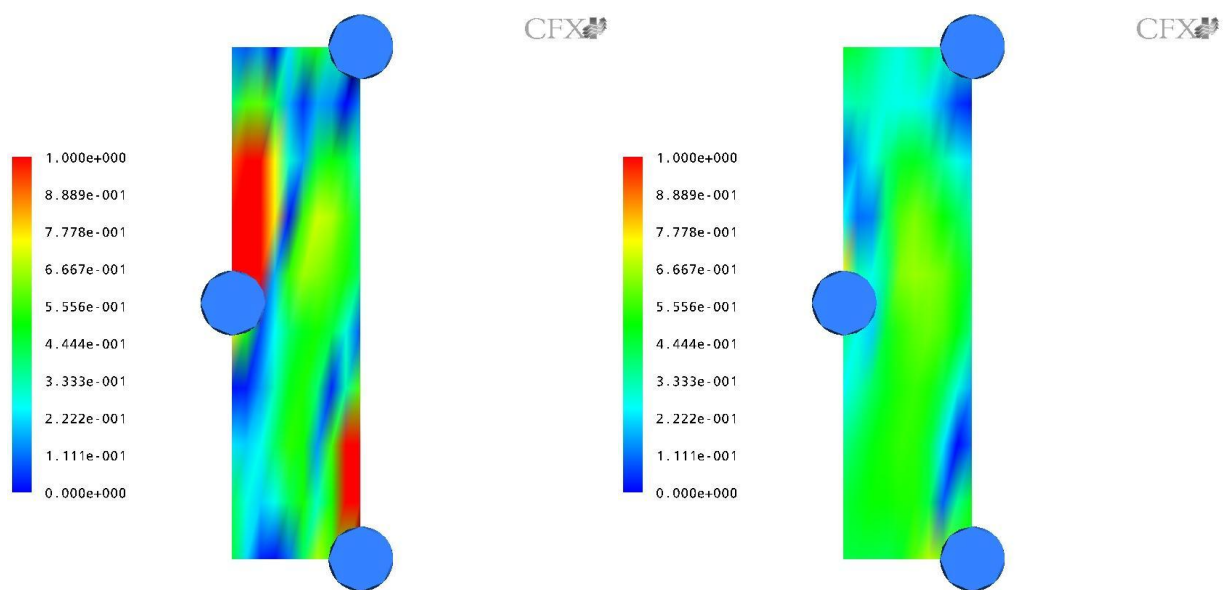 CFX
1.000e+000
8.889e-001
7.778e-001
6.667e-001
5.556e-001
4.444e-001
3.333e-001
2.222e-001
1.111e-001
0.000e+000
CFX
1.000e+000
8.889e-001
7.778e-001
6.667e-001
5.556e-001
4.444e-001
3.333e-001
2.222e-001
1.111e-001
0.000e+000